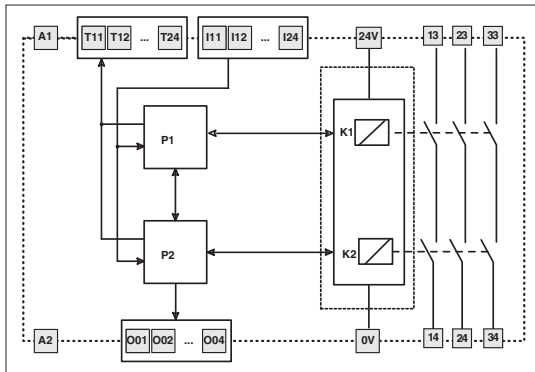 A1 T11 T12 ... T24 I11 I12 ... I24 24V 13 23 33
P1 K1
P2 K2
A2 O01 O02 ... O04 0V 14 24 34